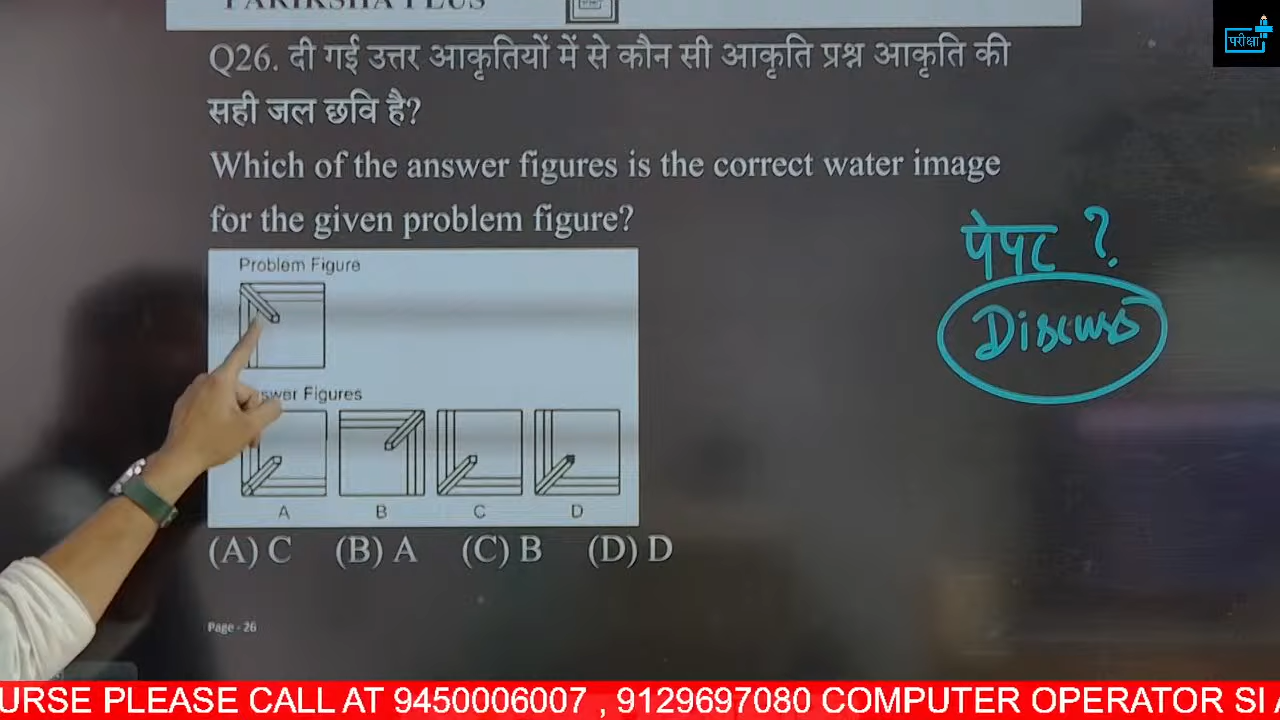 PARIKSHA PLUS
परीक्षा
Q26. दी गई उत्तर आकृतियों में से कौन सी आकृति प्रश्न आकृति की
सही जल छवि है?
Which of the answer figures is the correct water image
for the given problem figure?
पेपर ?
Discuss
Problem Figure
Figures
A B C D
(A) C (B) A (C) B (D) D
Page - 26
URSE PLEASE CALL AT 9450006007 , 9129697080 COMPUTER OPERATOR SI A